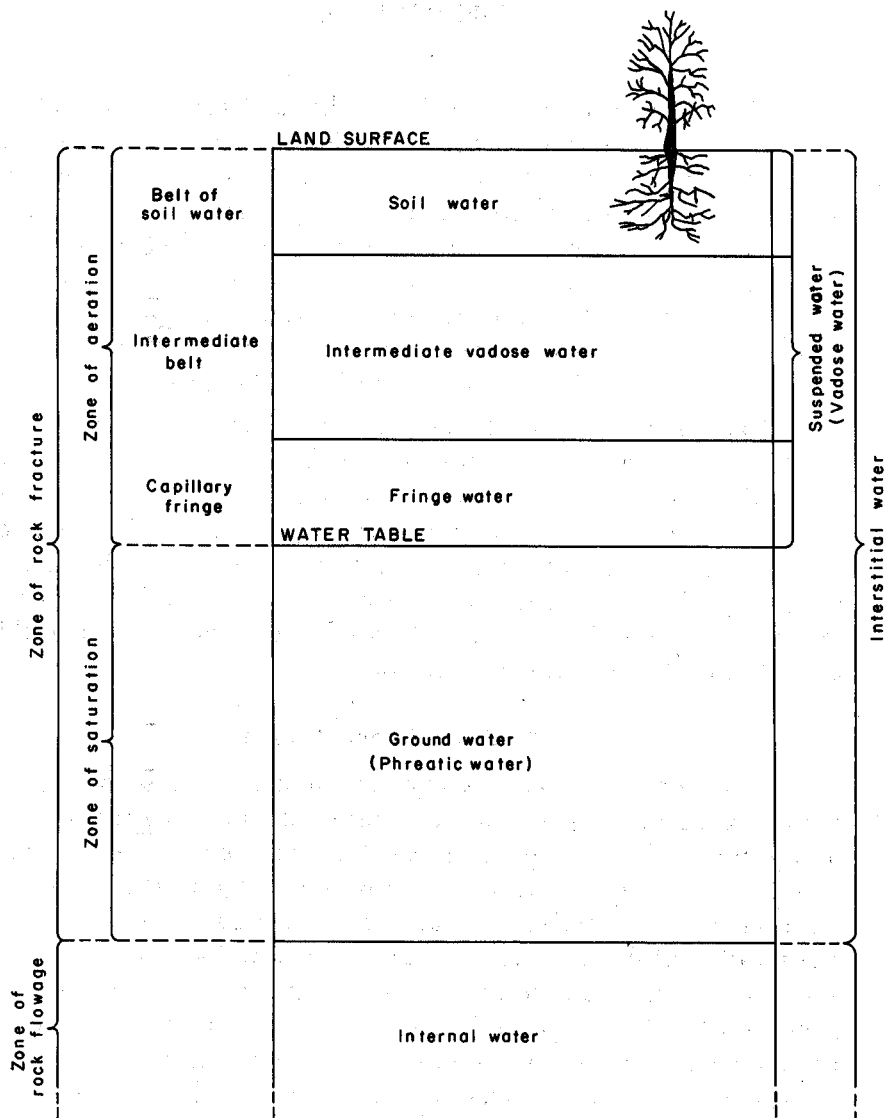 LAND SURFACE
Belt of
soil water
Soil water
Zone of aeration
Intermediate
belt
Intermediate vadose water
Suspended water
(Vadose water)
Capillary
fringe
Fringe water
WATER TABLE
Zone of rock fracture
Interstitial water
Zone of saturation
Ground water
(Phreatic water)
Zone of
rock flowage
Internal water